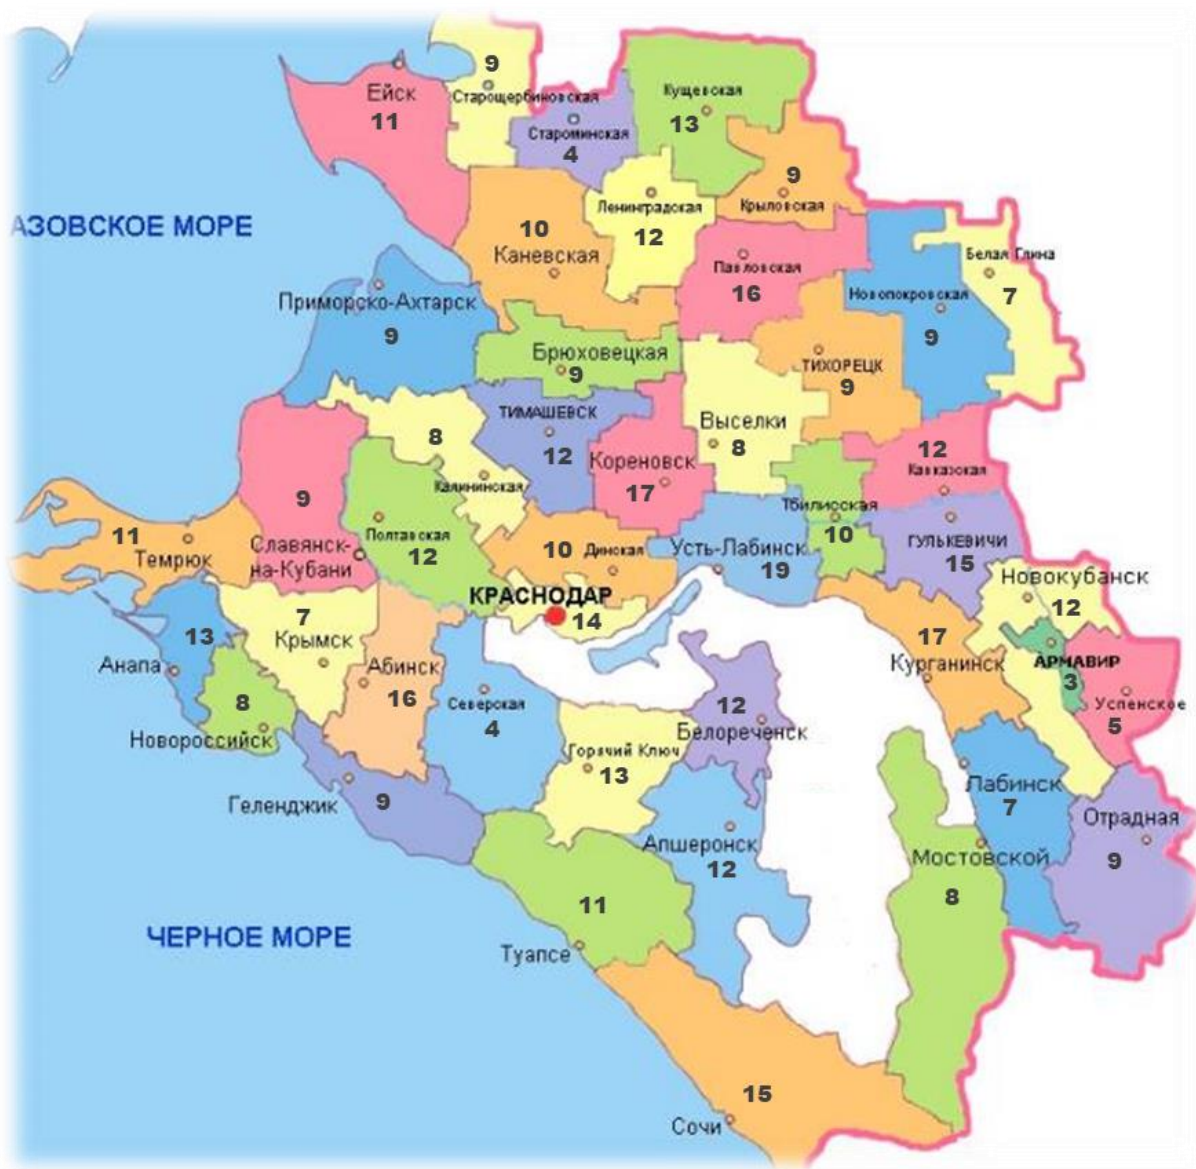 9
Старощербиновская
Ейск
11
Староминская
4
Кущевская
13
9
Крыловская
Ленинградская
12
АЗОВСКОЕ МОРЕ
10
Каневская
Павловская
16
Белая Глина
7
Новопокровская
9
Приморско-Ахтарск
9
Брюховецкая
9
ТИХОРЕЦК
9
ТИМАШЕВСК
12
8
Калининская
Выселки
8
Кореновск
17
12
Кавказская
9
Славянск-
на-Кубани
Тбилисская
10
11
Темрюк
Полтавская
12
10
Динская
Усть-Лабинск
19
ГУЛЬКЕВИЧИ
15
Новокубанск
12
КРАСНОДАР
14
7
Крымск
13
Анапа
17
Курганинск
АРМАВИР
3
Абинск
16
Северская
4
12
Белореченск
Успенское
5
8
Новороссийск
Горячий Ключ
13
Геленджик
9
Лабинск
7
Отрадная
9
Апшеронск
12
Мостовской
8
11
Туапсе
ЧЕРНОЕ МОРЕ
15
Сочи